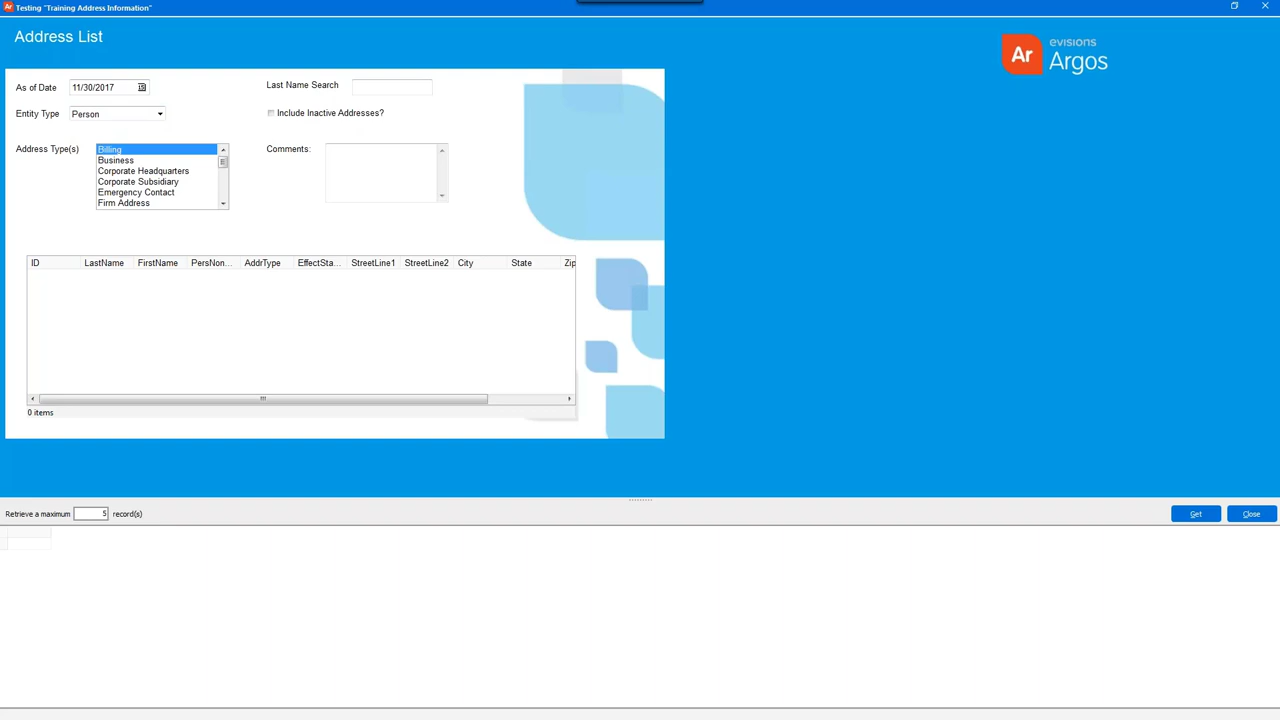 Testing "Training Address Information"
Address List
Ar evisions Argos
As of Date 11/30/2017 Last Name Search
Entity Type Person Include Inactive Addresses?
Address Type(s) Billing Comments:
Business
Corporate Headquarters
Corporate Subsidiary
Emergency Contact
Firm Address
ID LastName FirstName PersNon... AddrType EffectSta... StreetLine1 StreetLine2 City State Zip
0 items
Retrieve a maximum 5 record(s) Get Close